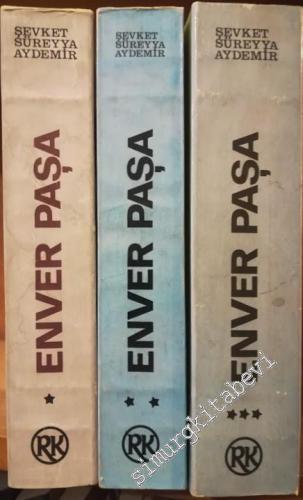 ŞEVKET
SÜREYYA
AYDEMİR
ENVER PAŞA
*
RK
ŞEVKET
SÜREYYA
AYDEMİR
ENVER PAŞA
* *
RK
ŞEVKET
SÜREYYA
AYDEMİR
ENVER PAŞA
***
RK
simurgkitabevi